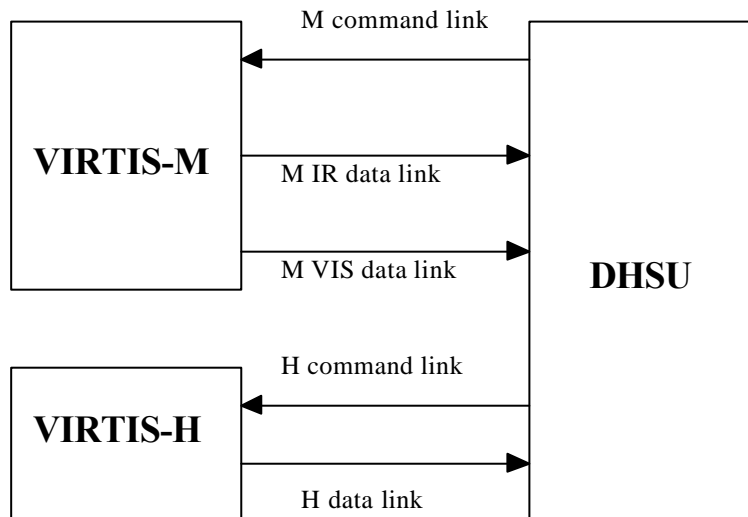 M command link
VIRTIS-M
M IR data link
M VIS data link
DHSU
H command link
VIRTIS-H
H data link